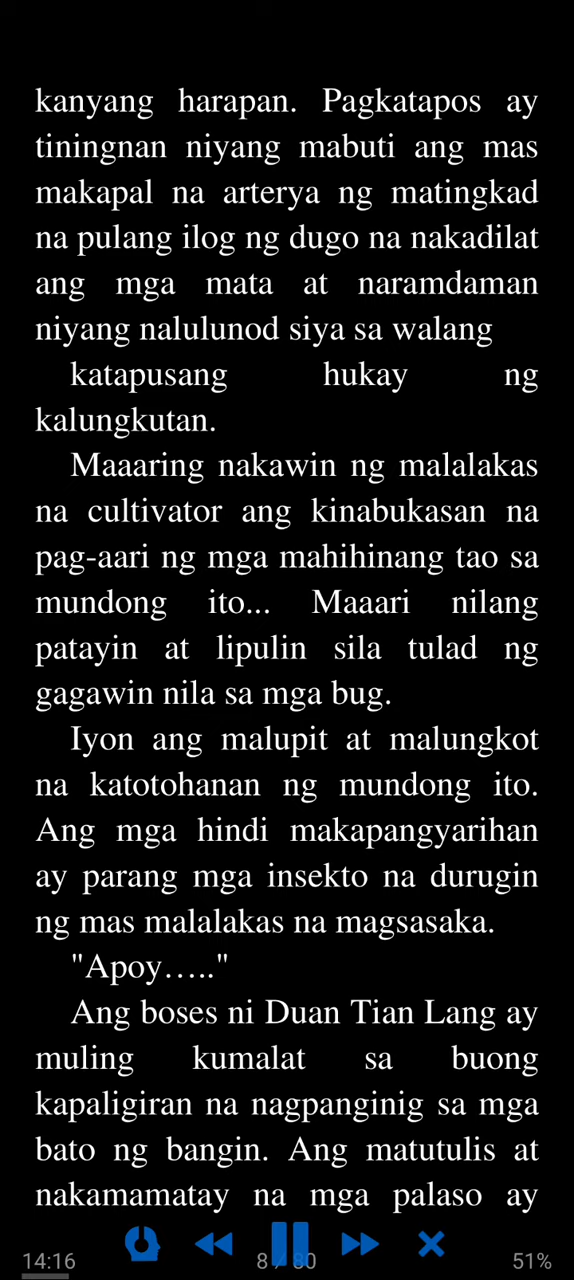 kanyang harapan. Pagkatapos ay
tiningnan niyang mabuti ang mas
makapal na arterya ng matingkad
na pulang ilog ng dugo na nakadilat
ang mga mata at naramdaman
niyang nalulunod siya sa walang
katapusang hukay ng
kalungkutan.
Maaaring nakawin ng malalakas
na cultivator ang kinabukasan na
pag-aari ng mga mahihinang tao sa
mundong ito... Maaari nilang
patayin at lipulin sila tulad ng
gagawin nila sa mga bug.
Iyon ang malupit at malungkot
na katotohanan ng mundong ito.
Ang mga hindi makapangyarihan
ay parang mga insekto na durugin
ng mas malalakas na magsasaka.
"Apoy….."
Ang boses ni Duan Tian Lang ay
muling kumalat sa buong
kapaligiran na nagpanginig sa mga
bato ng bangin. Ang matutulis at
nakamamatay na mga palaso ay
14:16 8 / 80 51%